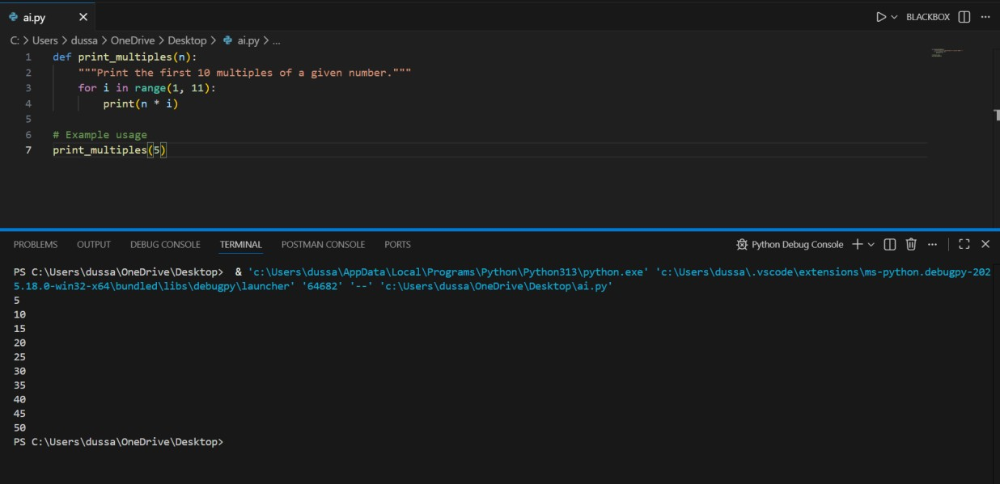 ai.py
BLACKBOX
C: > Users > dussa > OneDrive > Desktop > ai.py > ...
1 def print_multiples(n):
2     """Print the first 10 multiples of a given number."""
3     for i in range(1, 11):
4         print(n * i)
5
6 # Example usage
7 print_multiples(5)
PROBLEMS OUTPUT DEBUG CONSOLE TERMINAL POSTMAN CONSOLE PORTS Python Debug Console
PS C:\Users\dussa\OneDrive\Desktop>  & 'c:\Users\dussa\AppData\Local\Programs\Python\Python313\python.exe' 'c:\Users\dussa\.vscode\extensions\ms-python.debugpy-202
5.18.0-win32-x64\bundled\libs\debugpy\launcher' '64682' '--' 'c:\Users\dussa\OneDrive\Desktop\ai.py'
5
10
15
20
25
30
35
40
45
50
PS C:\Users\dussa\OneDrive\Desktop>